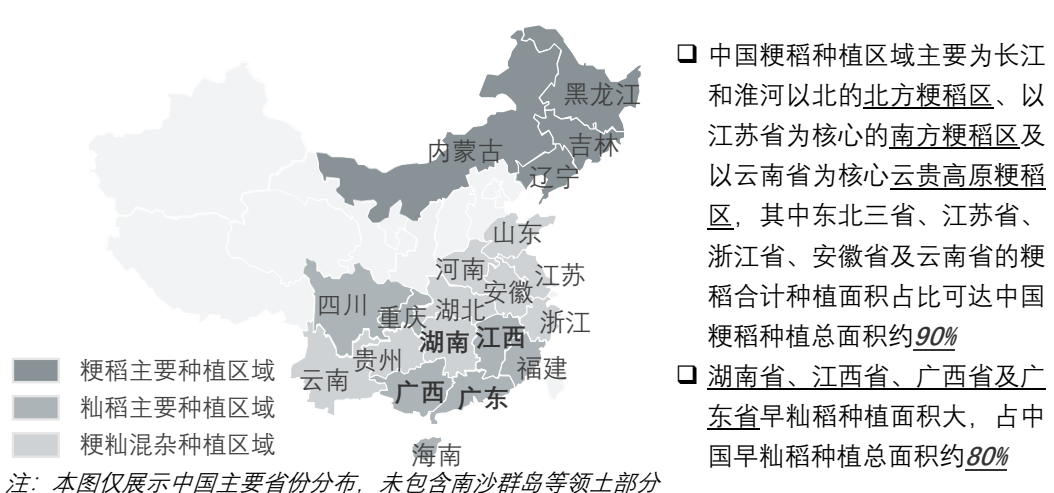 黑龙江
内蒙古
吉林
辽宁
山东
河南
江苏
安徽
四川
重庆
湖北
浙江
湖南
江西
贵州
福建
云南
广西
广东
海南
粳稻主要种植区域
籼稻主要种植区域
粳籼混杂种植区域
注：本图仅展示中国主要省份分布，未包含南沙群岛等领土部分
❑ 中国粳稻种植区域主要为长江
和淮河以北的北方粳稻区、以
江苏省为核心的南方粳稻区及
以云南省为核心云贵高原粳稻
区，其中东北三省、江苏省、
浙江省、安徽省及云南省的粳
稻合计种植面积占比可达中国
粳稻种植总面积约90%
❑ 湖南省、江西省、广西省及广
东省早籼稻种植面积大，占中
国早籼稻种植总面积约80%